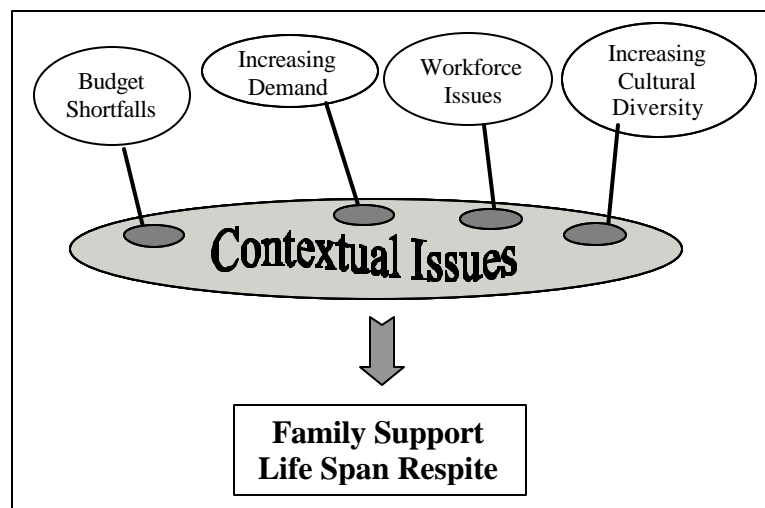 Budget
Shortfalls
Increasing
Demand
Workforce
Issues
Increasing
Cultural
Diversity
Contextual Issues
Family Support
Life Span Respite